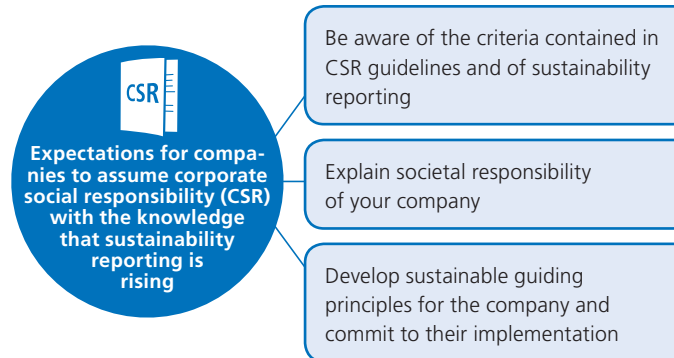 CSR
Expectations for compa-
nies to assume corporate
social responsibility (CSR)
with the knowledge
that sustainability
reporting is
rising
Be aware of the criteria contained in
CSR guidelines and of sustainability
reporting
Explain societal responsibility
of your company
Develop sustainable guiding
principles for the company and
commit to their implementation